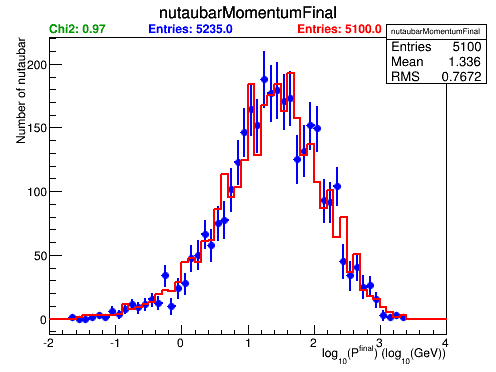 nutaubarMomentumFinal
Chi2: 0.97 Entries: 5235.0 Entries: 5100.0
nutaubarMomentumFinal
Entries 5100
Mean 1.336
RMS 0.7672
Number of nutaubar
200
150
100
50
0
-2 -1 0 1 2 3 4
log₁₀(P^final) (log₁₀(GeV))